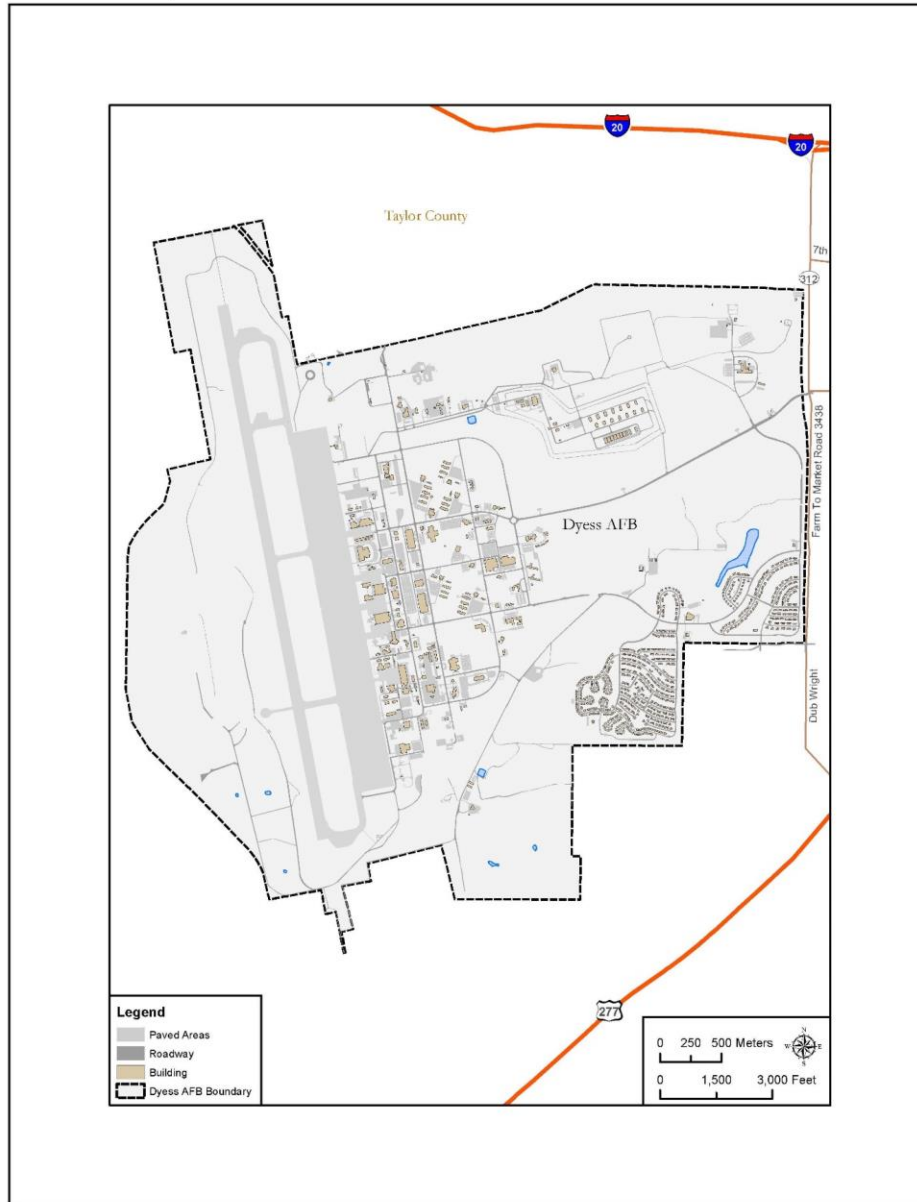 20
20
Taylor County
7th
312
Farm To Market Road 3438
Dyess AFB
Dub Wright
277
Legend
Paved Areas
Roadway
Building
Dyess AFB Boundary
0 250 500 Meters
0 1,500 3,000 Feet
N
W E
S